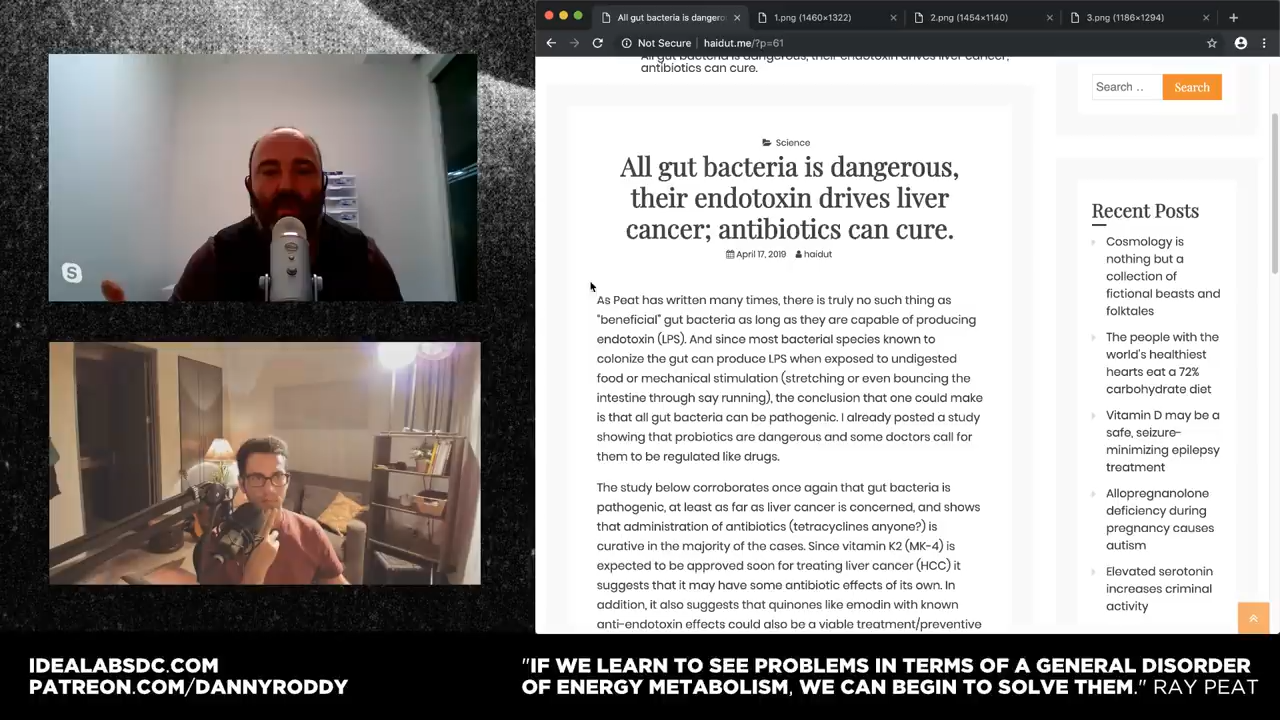 All gut bacteria is dangero
1.png (1460×1322)
2.png (1454×1140)
3.png (1186×1294)
Not Secure
haidut.me/?p=61
All gut bacteria is dangerous, their endotoxin drives liver cancer;
antibiotics can cure.
Search ..
Search
Science
All gut bacteria is dangerous,
their endotoxin drives liver
cancer; antibiotics can cure.
April 17, 2019 haidut
As Peat has written many times, there is truly no such thing as
"beneficial" gut bacteria as long as they are capable of producing
endotoxin (LPS). And since most bacterial species known to
colonize the gut can produce LPS when exposed to undigested
food or mechanical stimulation (stretching or even bouncing the
intestine through say running), the conclusion that one could make
is that all gut bacteria can be pathogenic. I already posted a study
showing that probiotics are dangerous and some doctors call for
them to be regulated like drugs.
The study below corroborates once again that gut bacteria is
pathogenic, at least as far as liver cancer is concerned, and shows
that administration of antibiotics (tetracyclines anyone?) is
curative in the majority of the cases. Since vitamin K2 (MK-4) is
expected to be approved soon for treating liver cancer (HCC) it
suggests that it may have some antibiotic effects of its own. In
addition, it also suggests that quinones like emodin with known
anti-endotoxin effects could also be a viable treatment/preventive
Recent Posts
Cosmology is
nothing but a
collection of
fictional beasts and
folktales
The people with the
world's healthiest
hearts eat a 72%
carbohydrate diet
Vitamin D may be a
safe, seizure-
minimizing epilepsy
treatment
Allopregnanolone
deficiency during
pregnancy causes
autism
Elevated serotonin
increases criminal
activity
IDEALABSDC.COM
PATREON.COM/DANNYRODDY
"IF WE LEARN TO SEE PROBLEMS IN TERMS OF A GENERAL DISORDER
OF ENERGY METABOLISM, WE CAN BEGIN TO SOLVE THEM." RAY PEAT